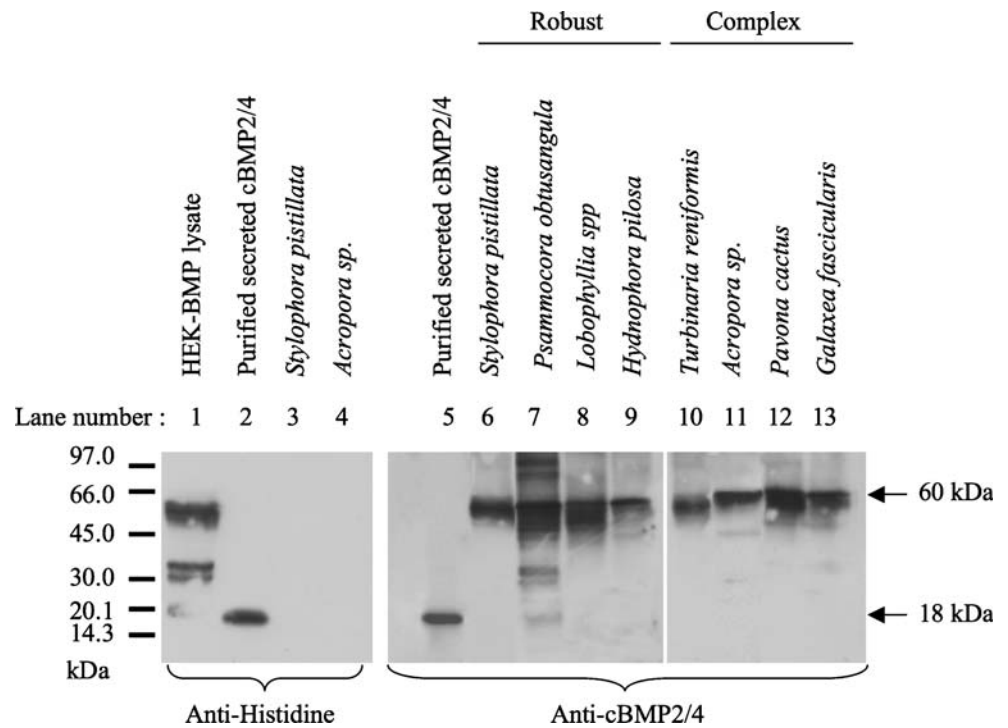 Robust Complex
HEK-BMP lysate
Purified secreted cBMP2/4
Stylophora pistillata
Acropora sp.
Purified secreted cBMP2/4
Stylophora pistillata
Psammocora obtusangula
Lobophyllia spp
Hydnophora pilosa
Turbinaria reniformis
Acropora sp.
Pavona cactus
Galaxea fascicularis
Lane number : 1 2 3 4 5 6 7 8 9 10 11 12 13
97.0
66.0
45.0
30.0
20.1
14.3
kDa
60 kDa
18 kDa
Anti-Histidine Anti-cBMP2/4